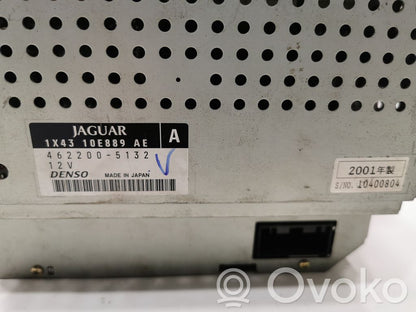 JAGUAR
A
1X43 10E889 AE
462200-5132
12V
DENSO MADE IN JAPAN
V
2001年製
S/NO. 10400804
Ovoko